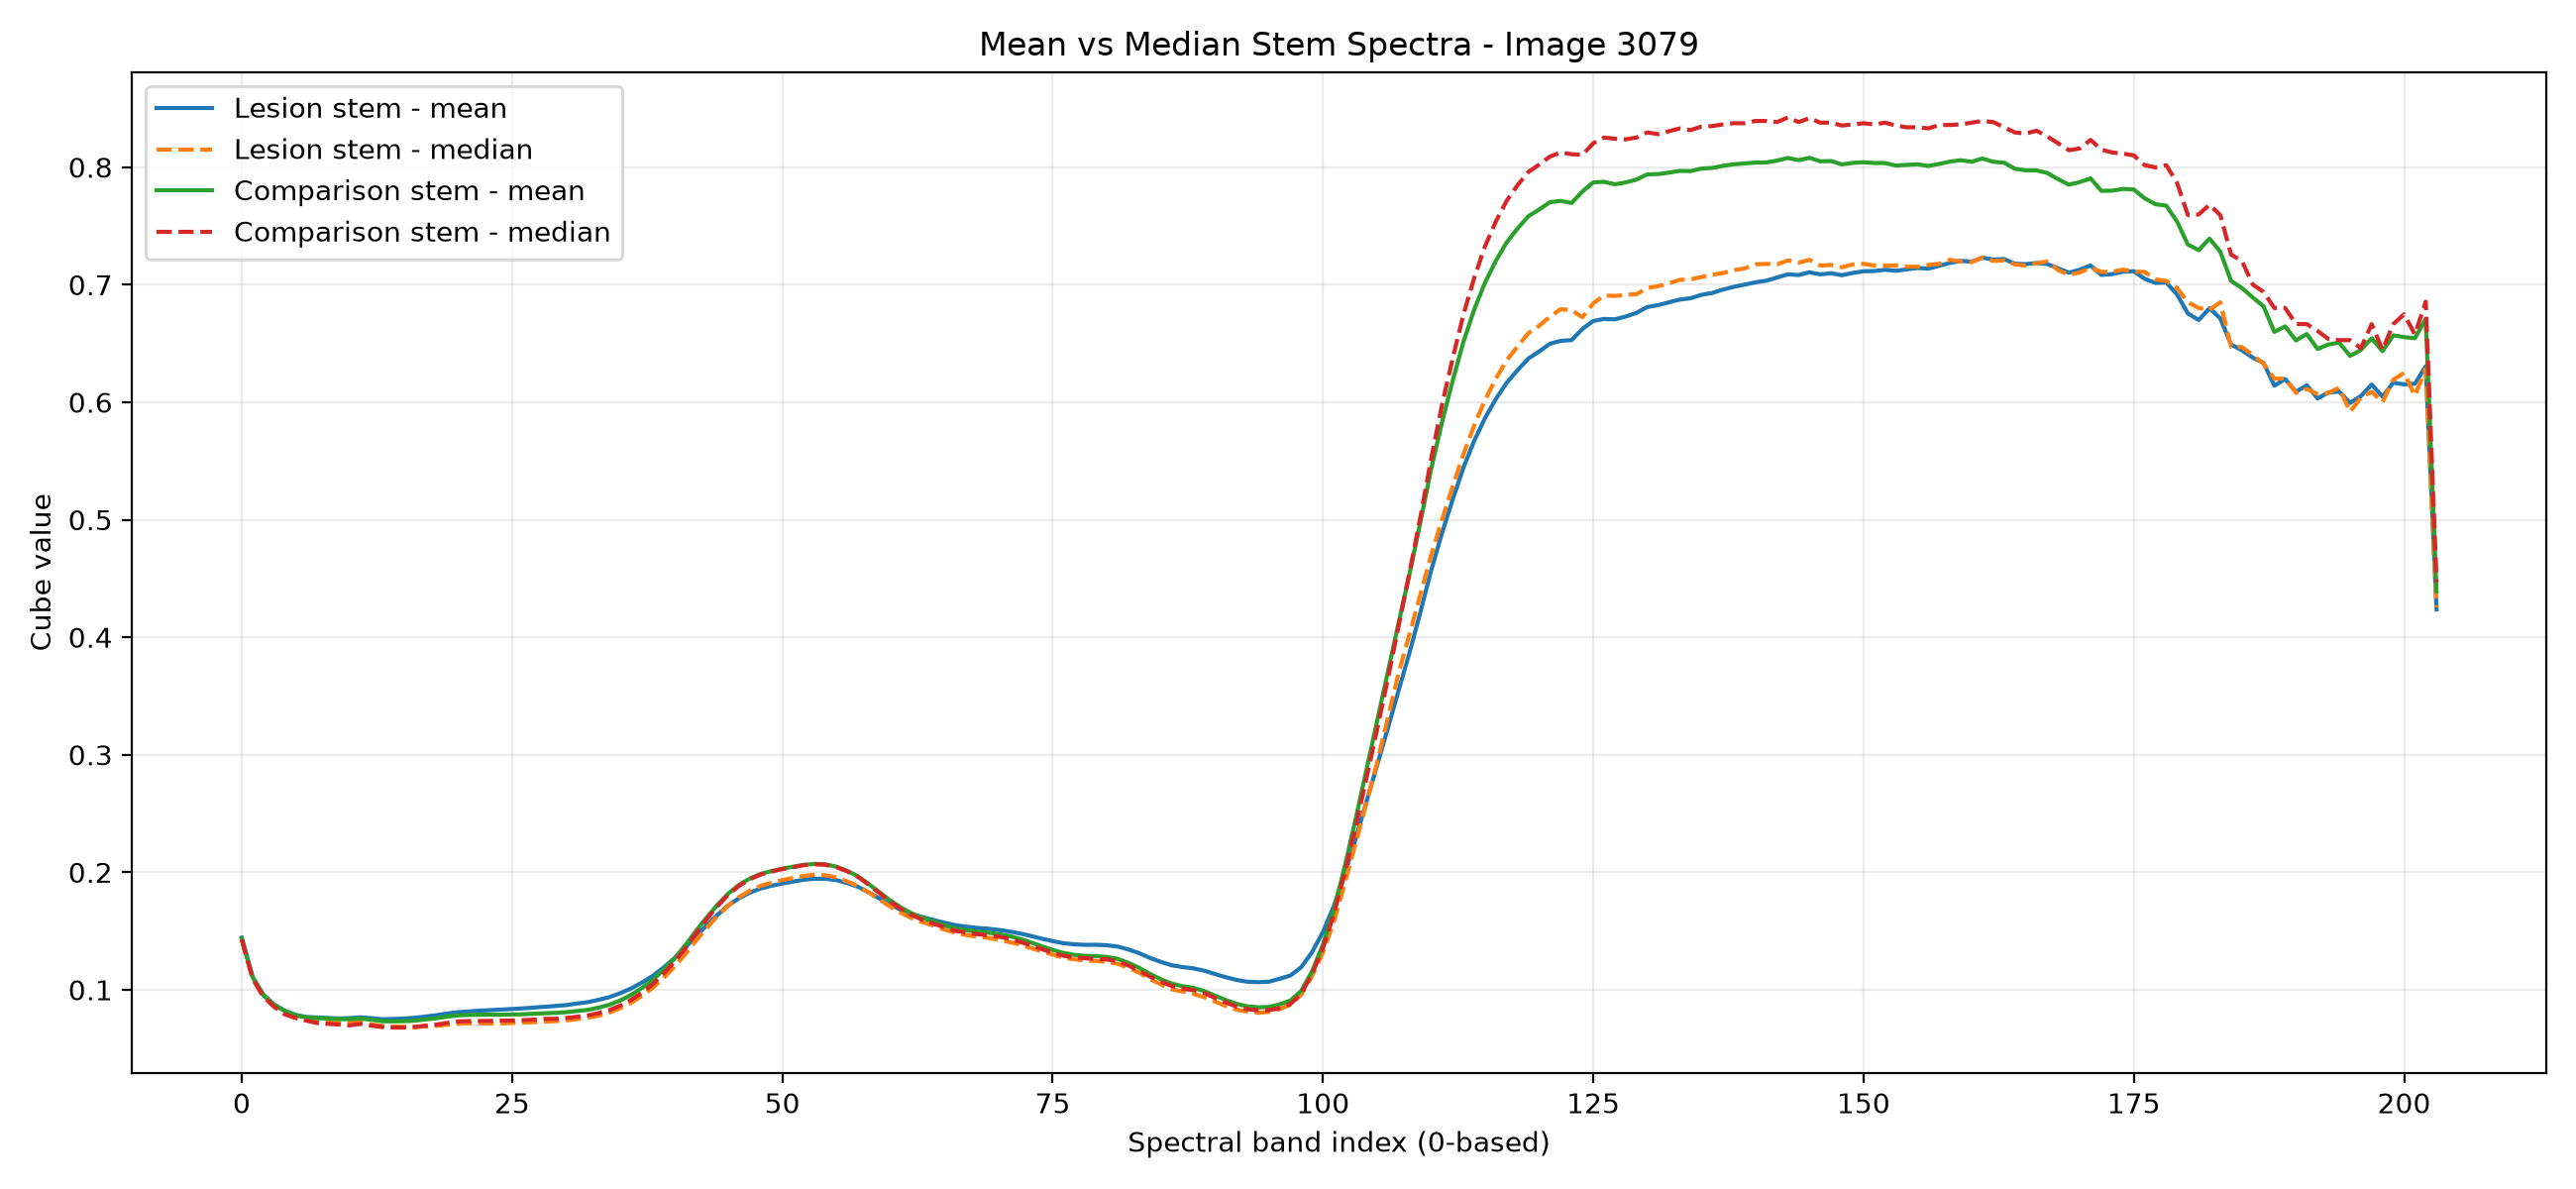 Mean vs Median Stem Spectra - Image 3079
Lesion stem - mean
Lesion stem - median
Comparison stem - mean
Comparison stem - median
Cube value
0.8
0.7
0.6
0.5
0.4
0.3
0.2
0.1
0 25 50 75 100 125 150 175 200
Spectral band index (0-based)